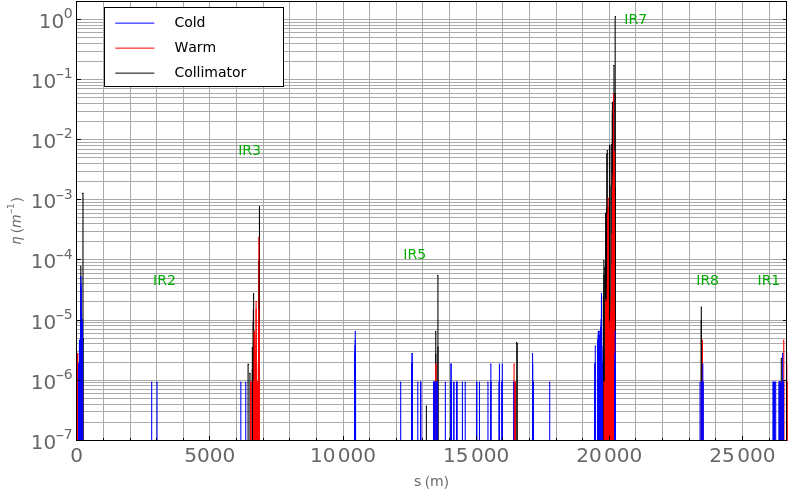 Cold
Warm
Collimator
IR7
IR3
IR5
IR2
IR8
IR1
10⁰
10⁻¹
10⁻²
10⁻³
10⁻⁴
10⁻⁵
10⁻⁶
10⁻⁷
η (m⁻¹)
0 5000 10000 15000 20000 25000
s (m)